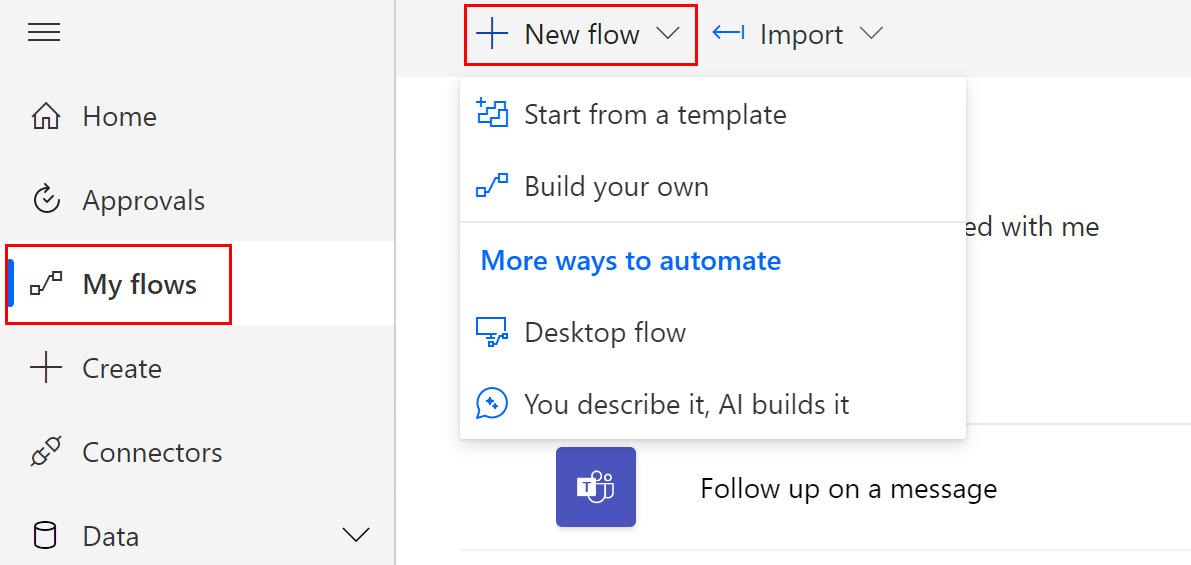 Home
Approvals
My flows
Create
Connectors
Data
New flow
Import
Start from a template
Build your own
More ways to automate
Desktop flow
You describe it, AI builds it
ed with me
T
Follow up on a message